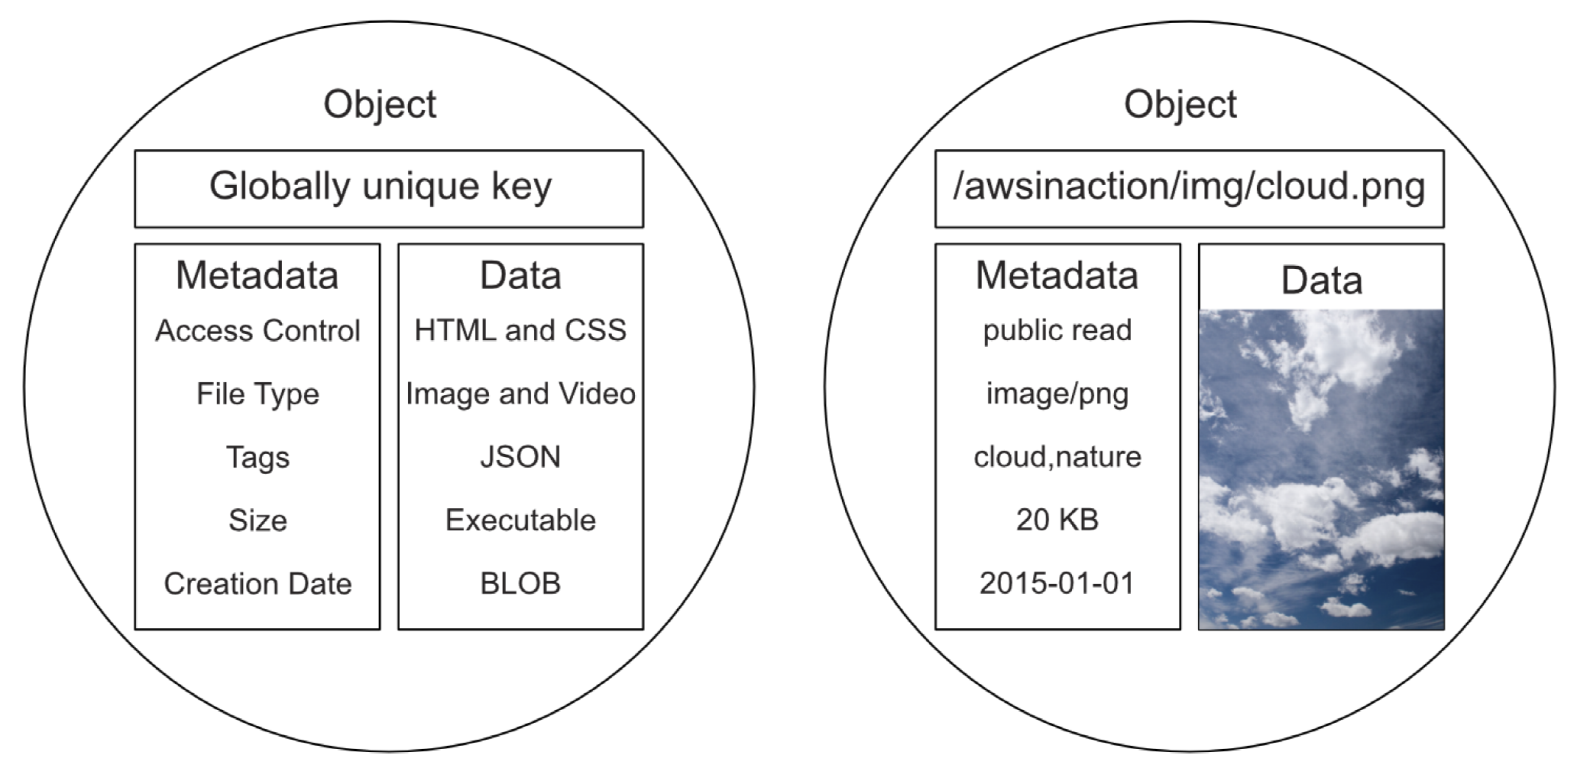 Object
Globally unique key
Metadata
Access Control
File Type
Tags
Size
Creation Date
Data
HTML and CSS
Image and Video
JSON
Executable
BLOB
Object
/awsinaction/img/cloud.png
Metadata
public read
image/png
cloud,nature
20 KB
2015-01-01
Data